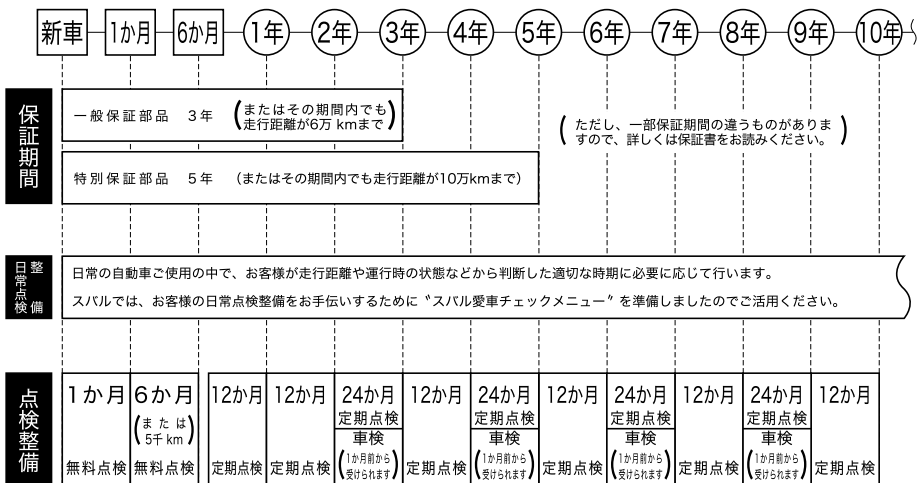 新車 1か月 6か月 1年 2年 3年 4年 5年 6年 7年 8年 9年 10年
保証期間
一般保証部品 3年 (またはその期間内でも
走行距離が6万kmまで)
(ただし、一部保証期間の違うものがありま
すので、詳しくは保証書をお読みください。)
特別保証部品 5年 (またはその期間内でも走行距離が10万kmまで)
日常点検整備
日常の自動車ご使用の中で、お客様が走行距離や運行時の状態などから判断した適切な時期に必要に応じて行います。
スバルでは、お客様の日常点検整備をお手伝いするために〝スバル愛車チェックメニュー〞を準備しましたのでご活用ください。
点検整備
1か月
無料点検
6か月
(または
5千km)
無料点検
12か月
定期点検
12か月
定期点検
24か月
定期点検
車検
(1か月前から
受けられます)
12か月
定期点検
24か月
定期点検
車検
(1か月前から
受けられます)
12か月
定期点検
24か月
定期点検
車検
(1か月前から
受けられます)
12か月
定期点検
24か月
定期点検
車検
(1か月前から
受けられます)
12か月
定期点検